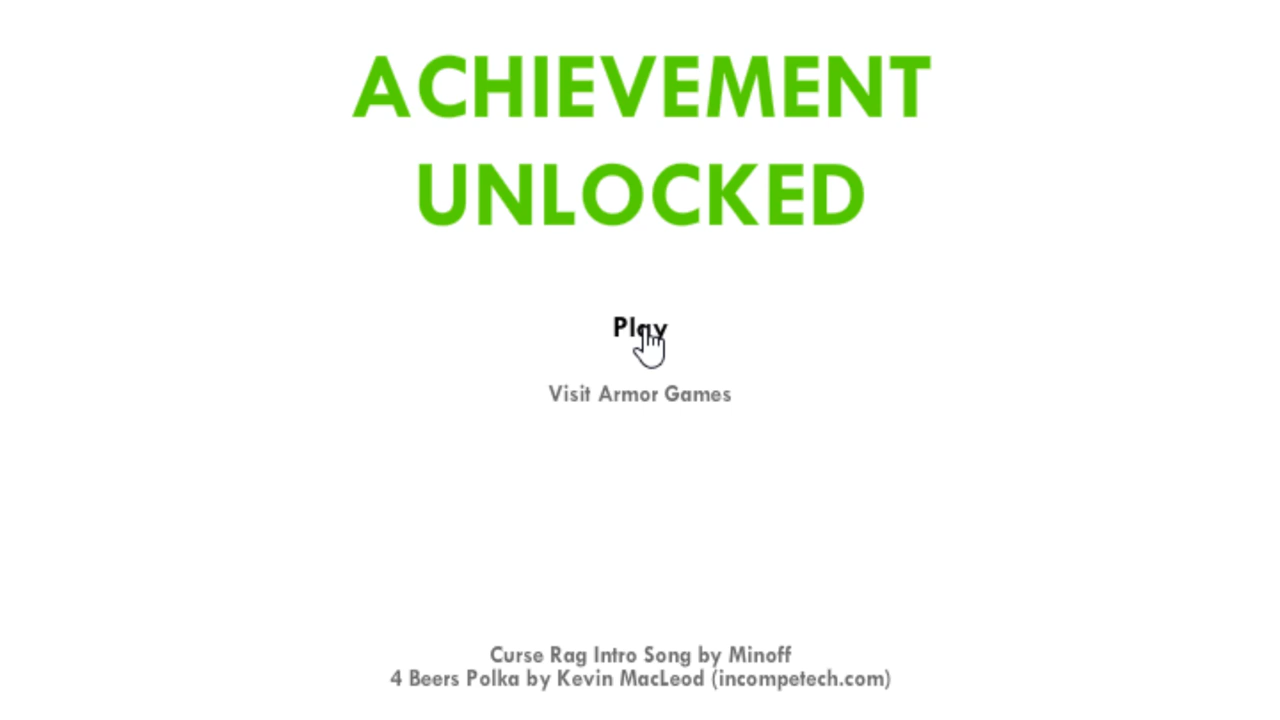 ACHIEVEMENT
UNLOCKED
Play
Visit Armor Games
Curse Rag Intro Song by Minoff
4 Beers Polka by Kevin MacLeod (incompetech.com)